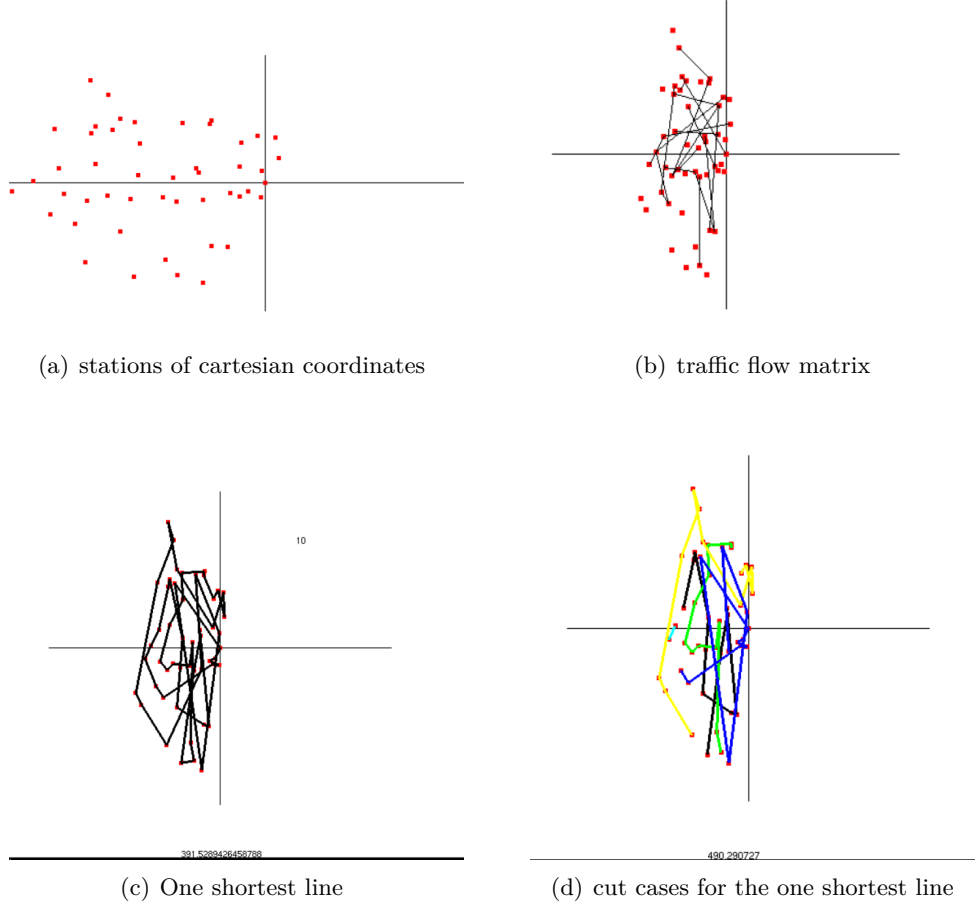 (a) stations of cartesian coordinates
(b) traffic flow matrix
10
391.5289426458788
490.290727
(c) One shortest line
(d) cut cases for the one shortest line